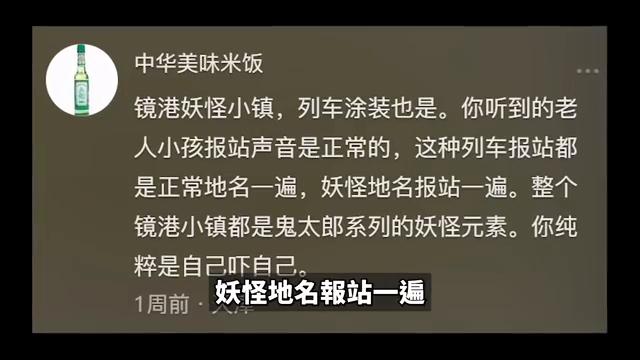 中华美味米饭
镜港妖怪小镇，列车涂装也是。你听到的老
人小孩报站声音是正常的，这种列车报站都
是正常地名一遍，妖怪地名报站一遍。整个
镜港小镇都是鬼太郎系列的妖怪元素。你纯
粹是自己吓自己。
妖怪地名報站一遍
1周前 · 天津